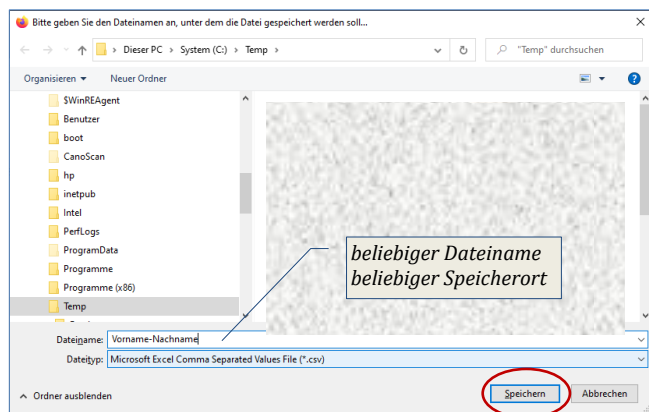 Bitte geben Sie den Dateinamen an, unter dem die Datei gespeichert werden soll...
Dieser PC > System (C:) > Temp >
"Temp" durchsuchen
Organisieren
Neuer Ordner
$WinREAgent
Benutzer
boot
CanoScan
hp
inetpub
Intel
PerfLogs
ProgramData
Programme
Programme (x86)
Temp
beliebiger Dateiname
beliebiger Speicherort
Dateiname: Vorname-Nachname
Dateityp: Microsoft Excel Comma Separated Values File (*.csv)
Ordner ausblenden
Speichern
Abbrechen